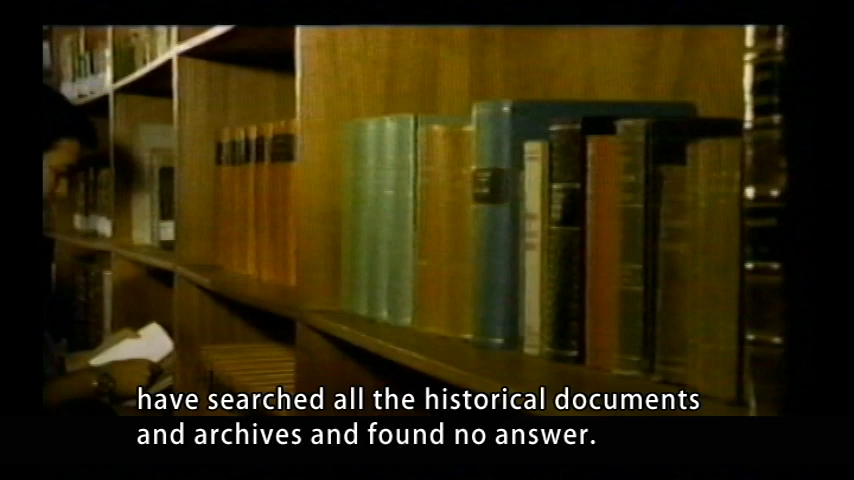 have searched all the historical documents
and archives and found no answer.